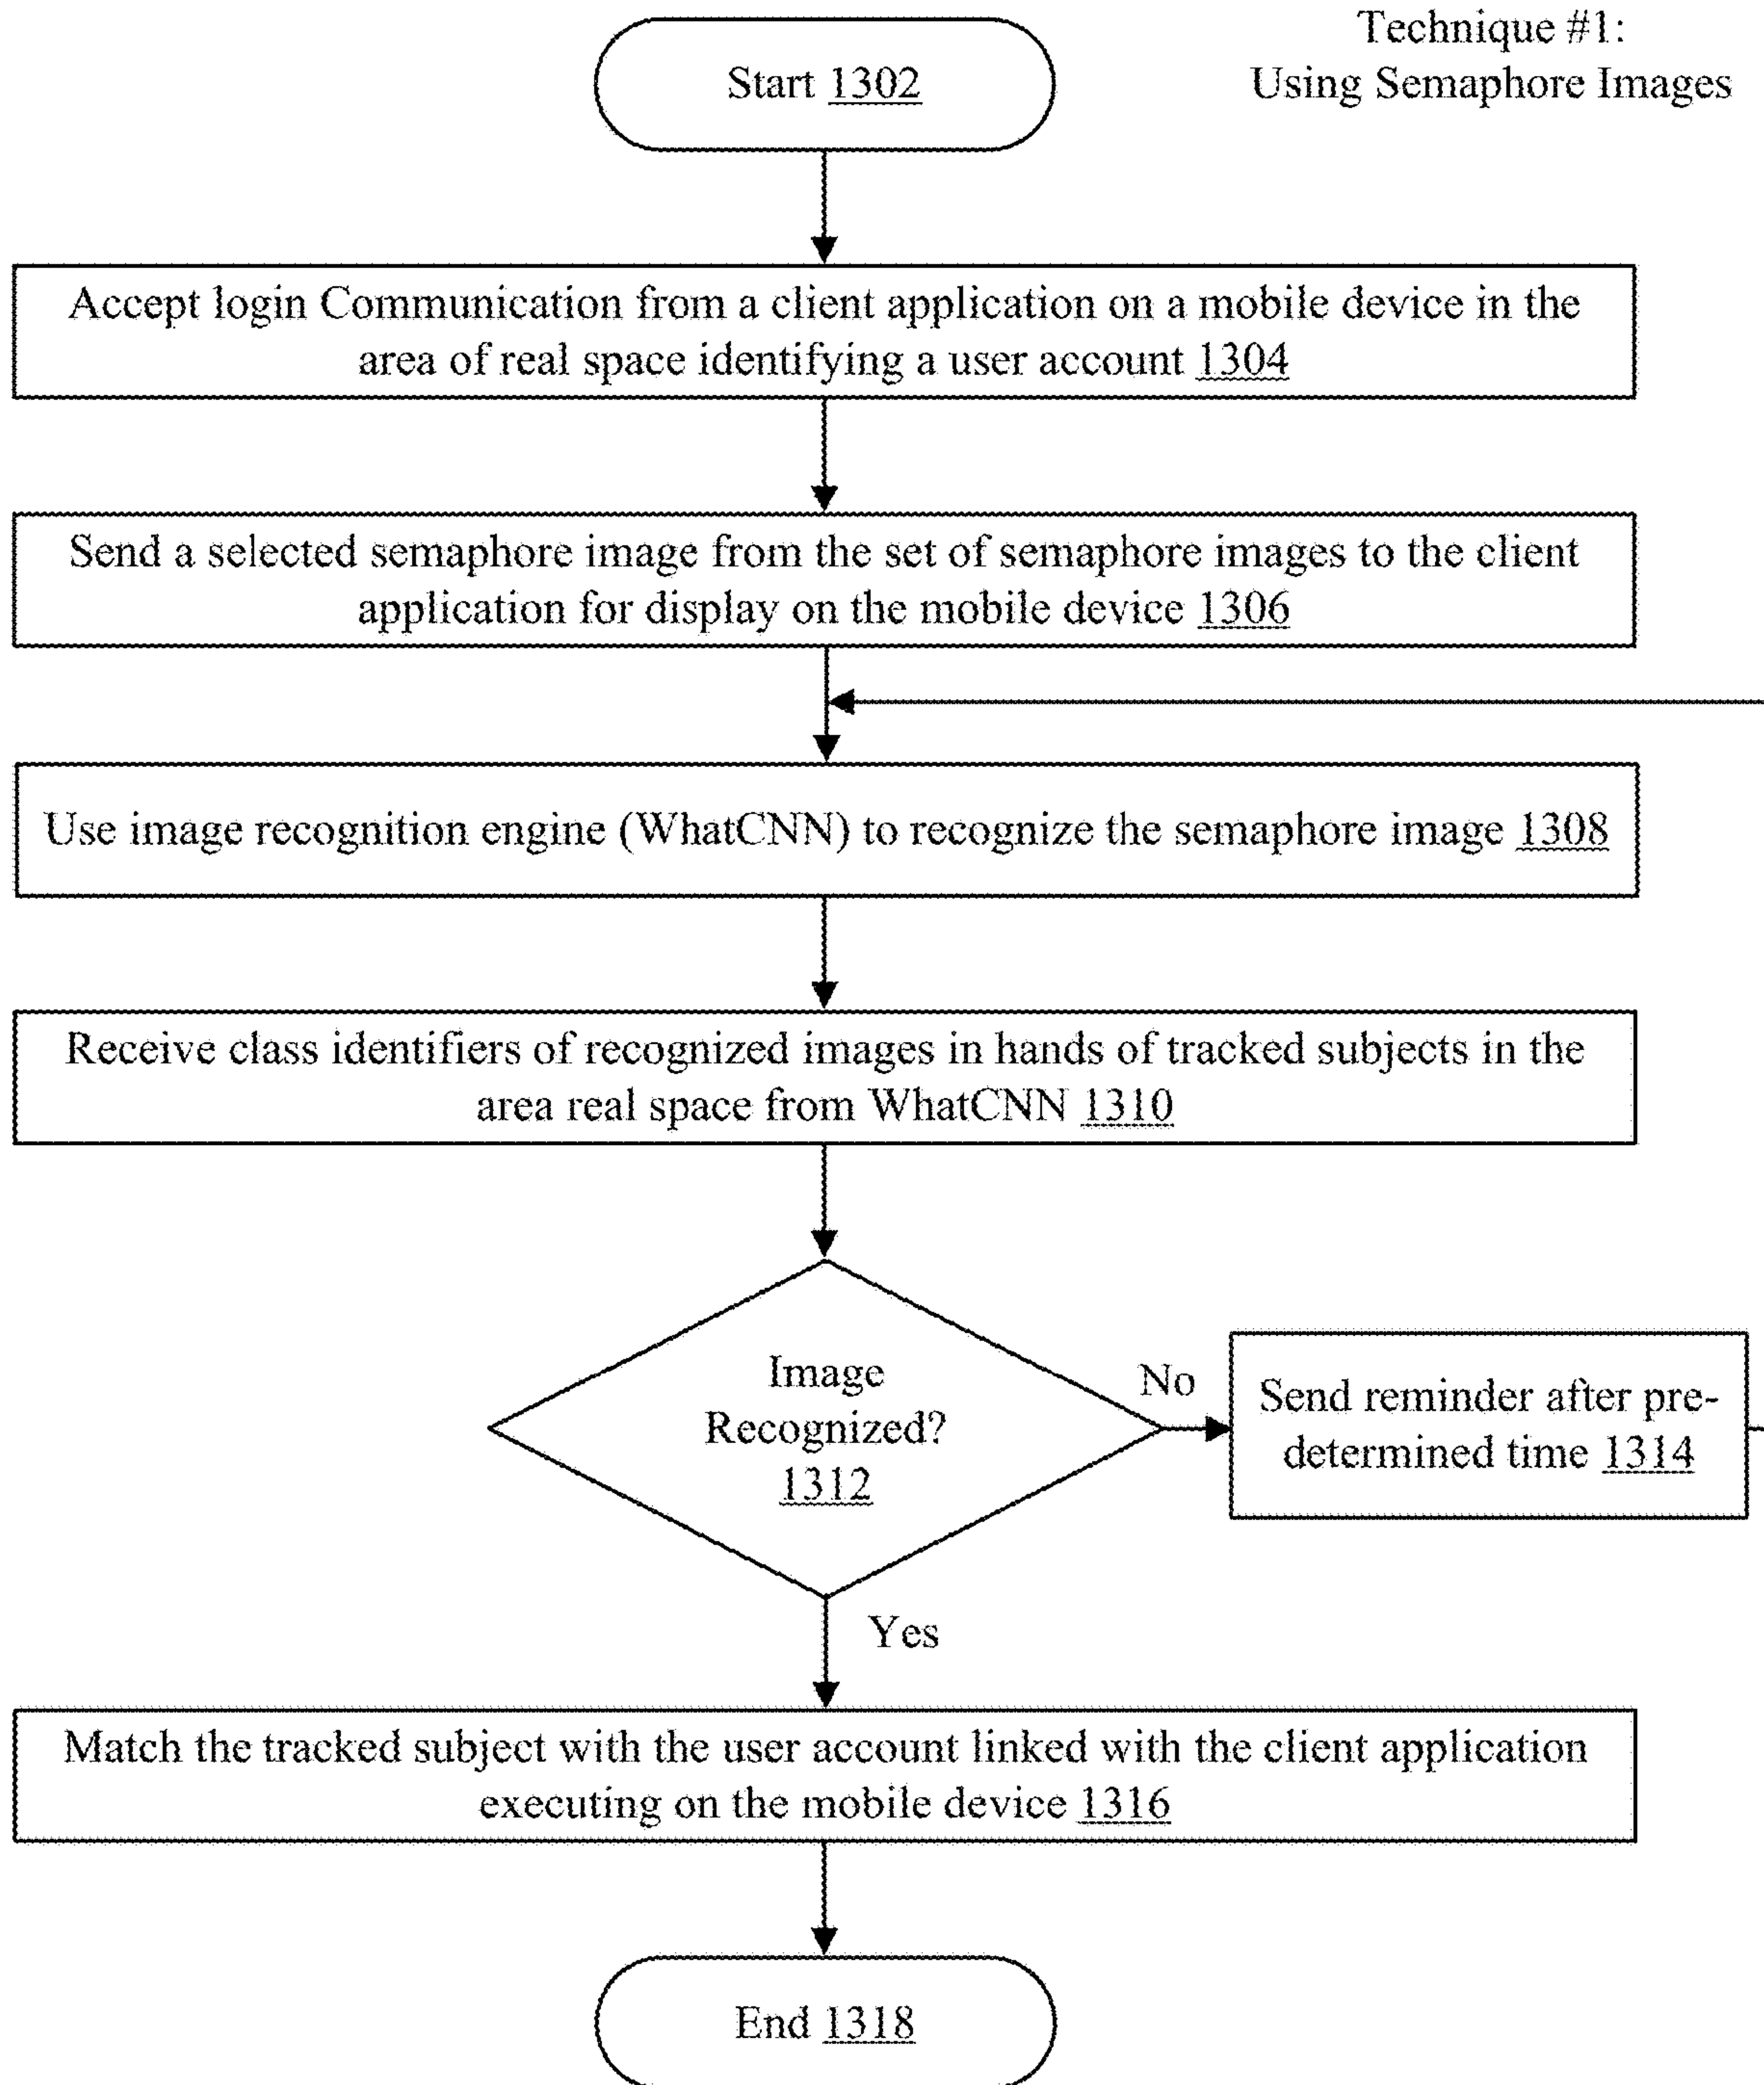 Technique #1:
Using Semaphore Images
Start 1302
Accept login Communication from a client application on a mobile device in the
area of real space identifying a user account 1304
Send a selected semaphore image from the set of semaphore images to the client
application for display on the mobile device 1306
Use image recognition engine (WhatCNN) to recognize the semaphore image 1308
Receive class identifiers of recognized images in hands of tracked subjects in the
area real space from WhatCNN 1310
Image
Recognized?
1312
No
Send reminder after pre-
determined time 1314
Yes
Match the tracked subject with the user account linked with the client application
executing on the mobile device 1316
End 1318